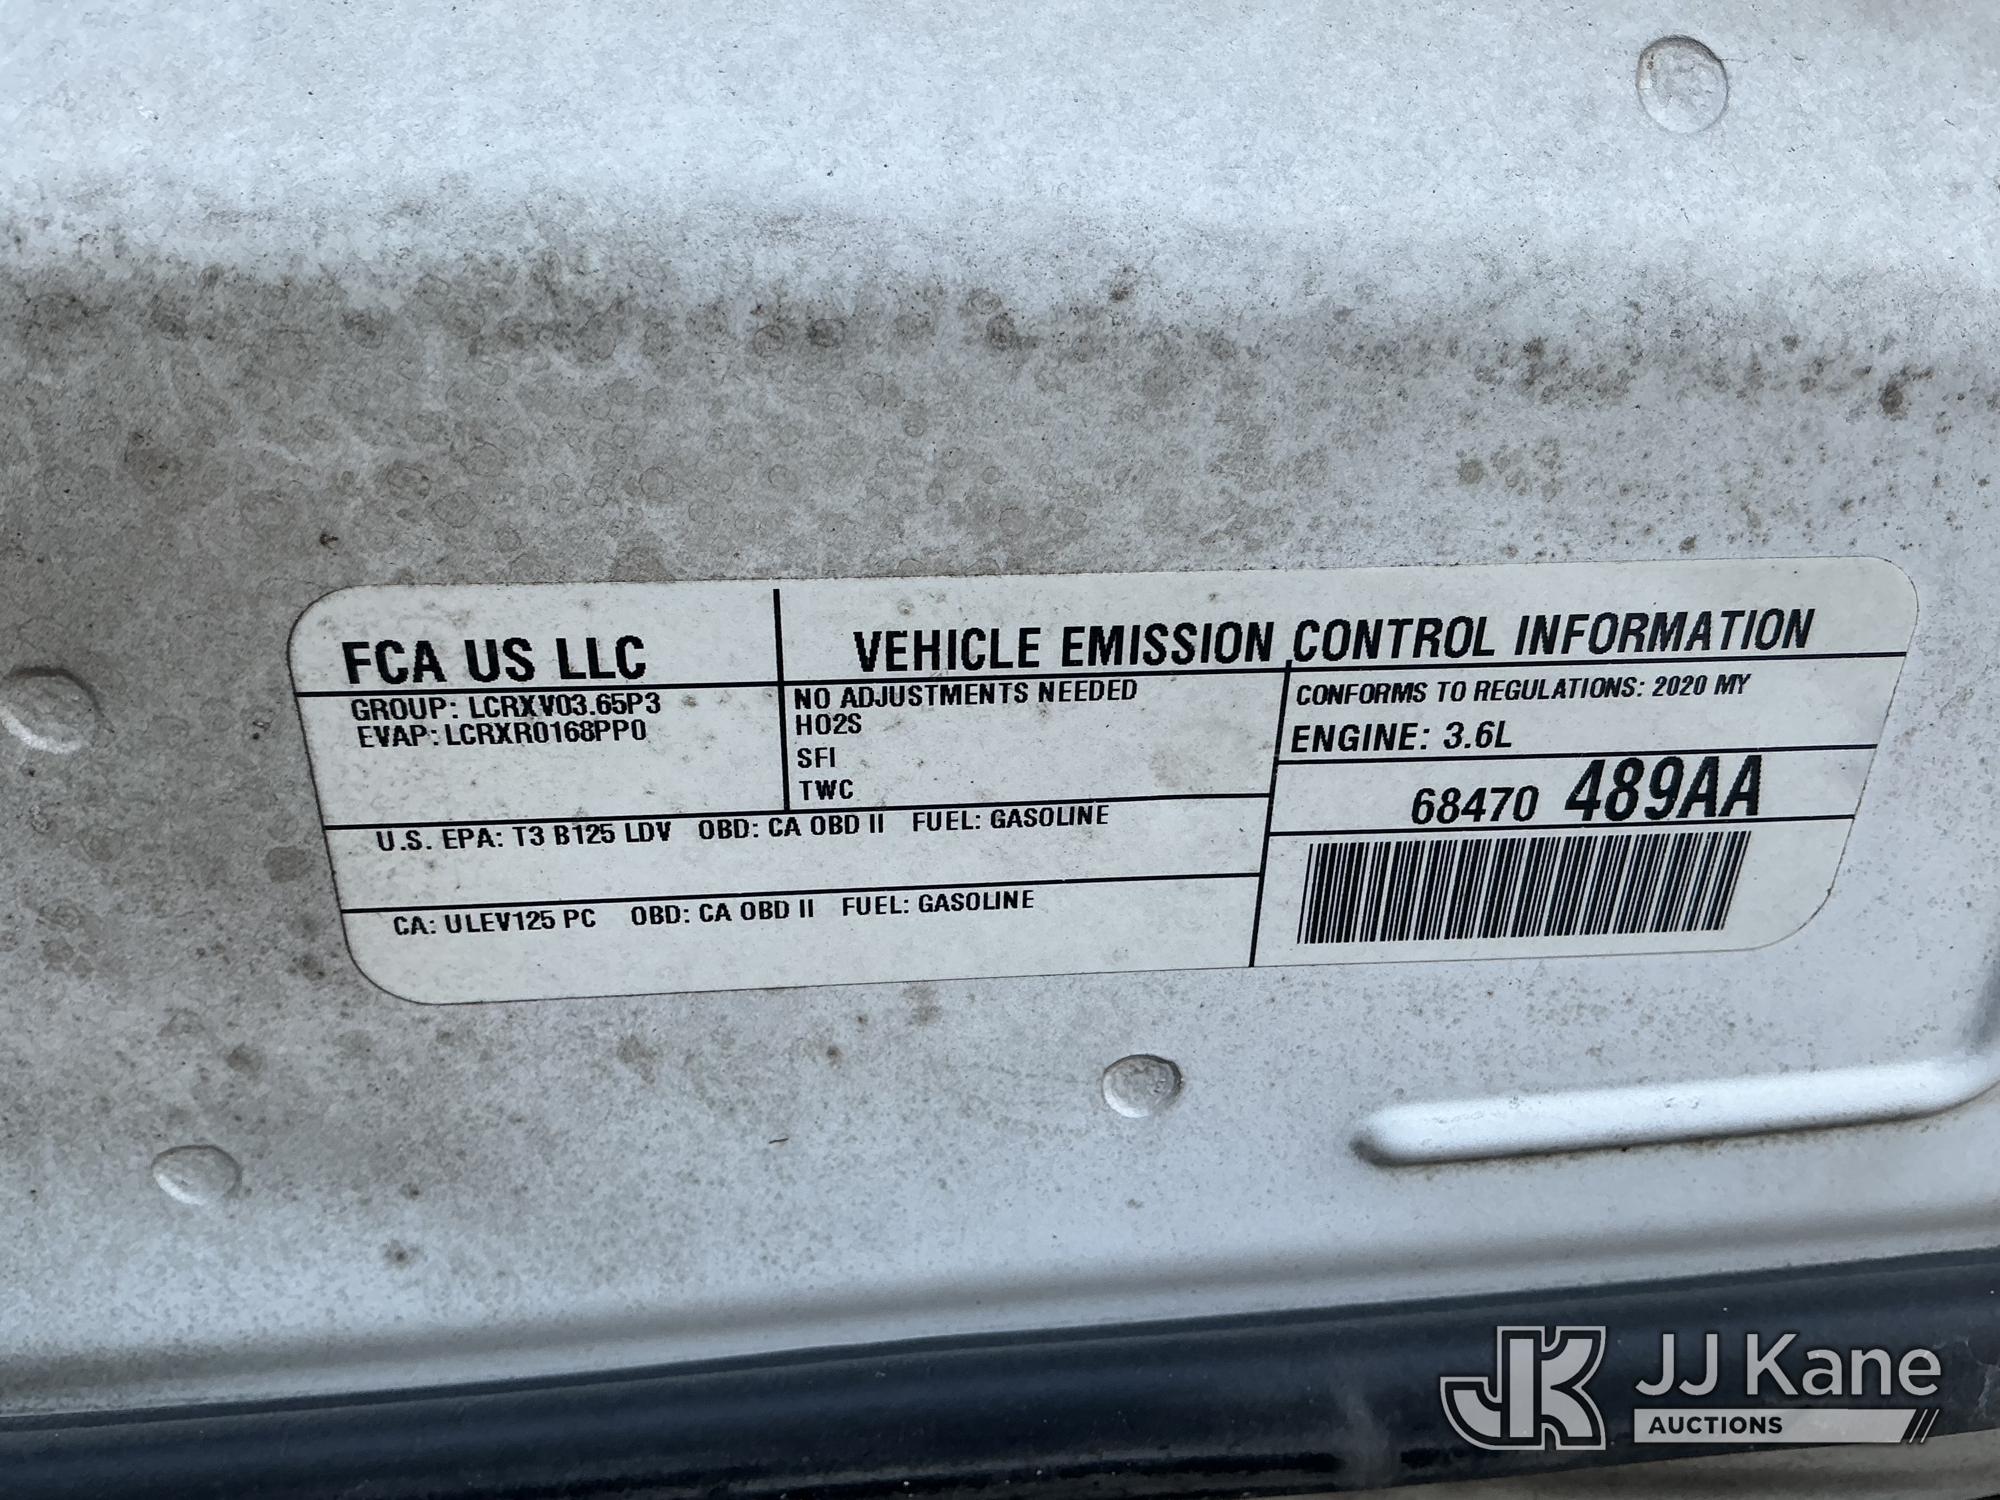 FCA US LLC
GROUP: LCRXV03.65P3
EVAP: LCRXR0168PP0
VEHICLE EMISSION CONTROL INFORMATION
NO ADJUSTMENTS NEEDED
HO2S
SFI
TWC
CONFORMS TO REGULATIONS: 2020 MY
ENGINE: 3.6L
68470 489AA
U.S. EPA: T3 B125 LDV OBD: CA OBD II FUEL: GASOLINE
CA: ULEV125 PC OBD: CA OBD II FUEL: GASOLINE
JK JJ Kane
AUCTIONS